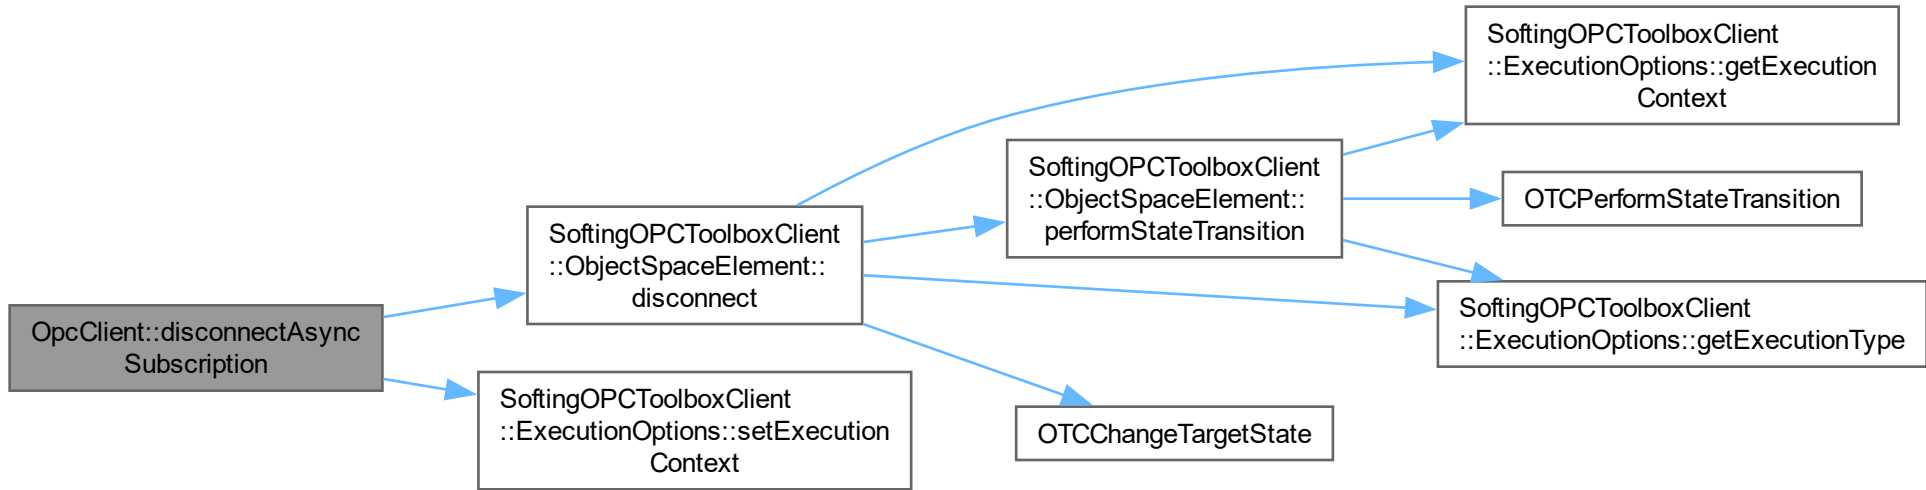 OpcClient::disconnectAsync
Subscription
SoftingOPCToolboxClient
::ObjectSpaceElement::
disconnect
SoftingOPCToolboxClient
::ExecutionOptions::setExecution
Context
SoftingOPCToolboxClient
::ObjectSpaceElement::
performStateTransition
OTCChangeTargetState
SoftingOPCToolboxClient
::ExecutionOptions::getExecution
Context
OTCPerformStateTransition
SoftingOPCToolboxClient
::ExecutionOptions::getExecutionType